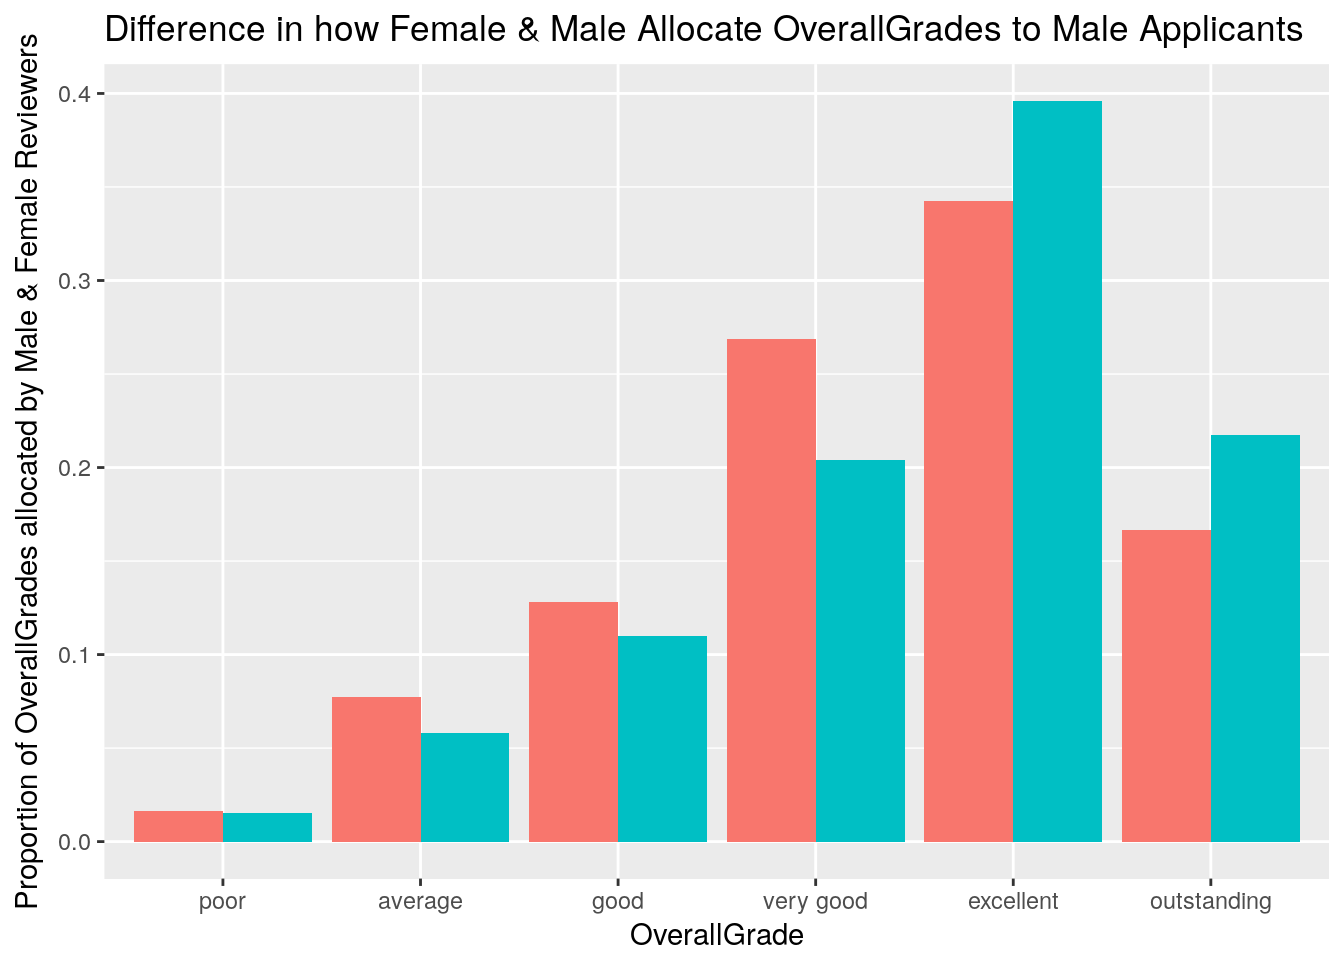 Difference in how Female & Male Allocate OverallGrades to Male Applicants
Proportion of OverallGrades allocated by Male & Female Reviewers
0.4
0.3
0.2
0.1
0.0
poor average good very good excellent outstanding
OverallGrade